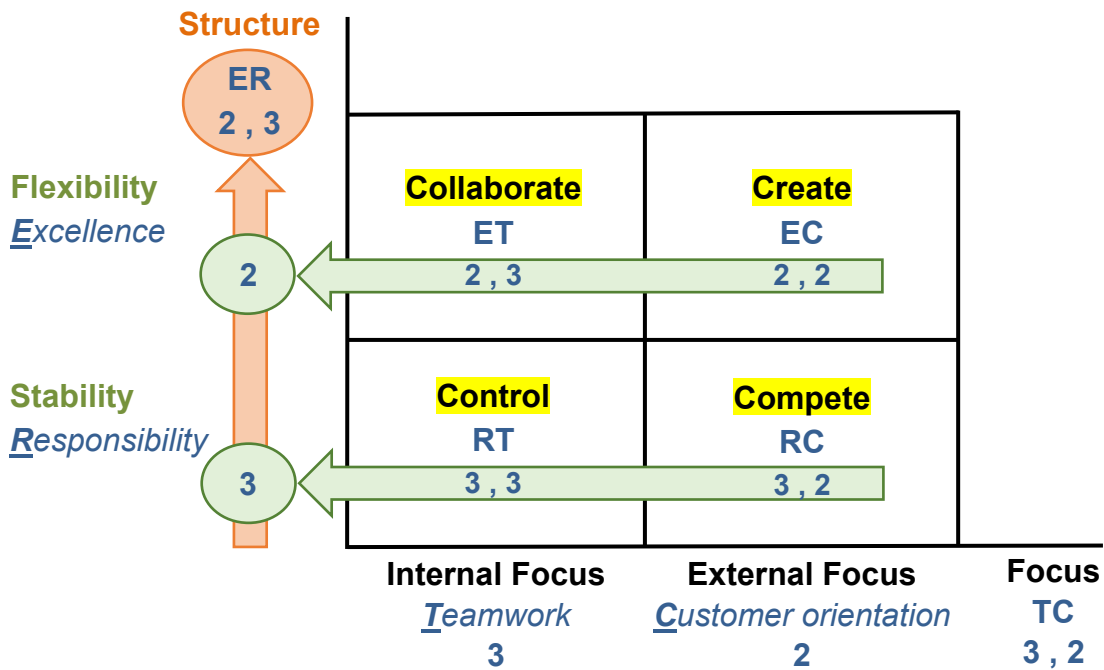 Structure
ER
2 , 3
Flexibility
Excellence
2
Collaborate
ET
2 , 3
Create
EC
2 , 2
Stability
Responsibility
3
Control
RT
3 , 3
Compete
RC
3 , 2
Internal Focus
Teamwork
3
External Focus
Customer orientation
2
Focus
TC
3 , 2